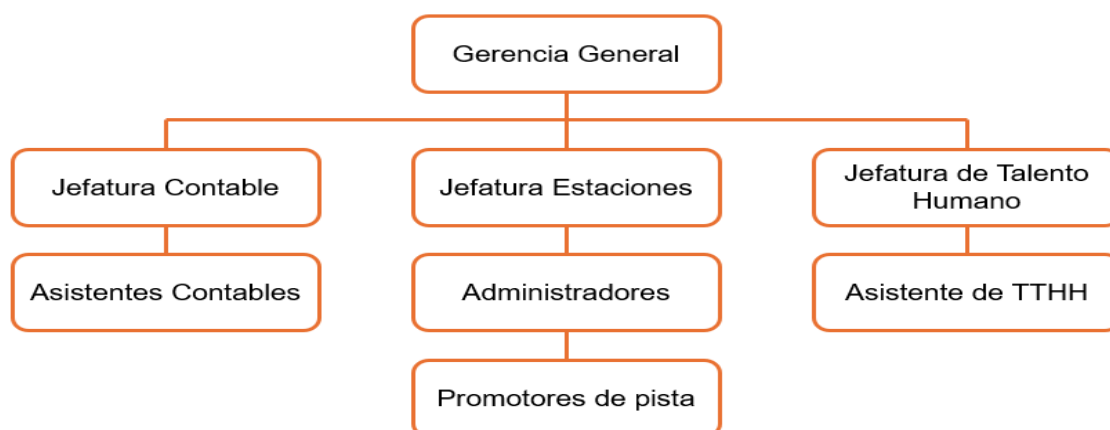 Gerencia General
Jefatura Contable
Jefatura Estaciones
Jefatura de Talento
Humano
Asistentes Contables
Administradores
Asistente de TTHH
Promotores de pista